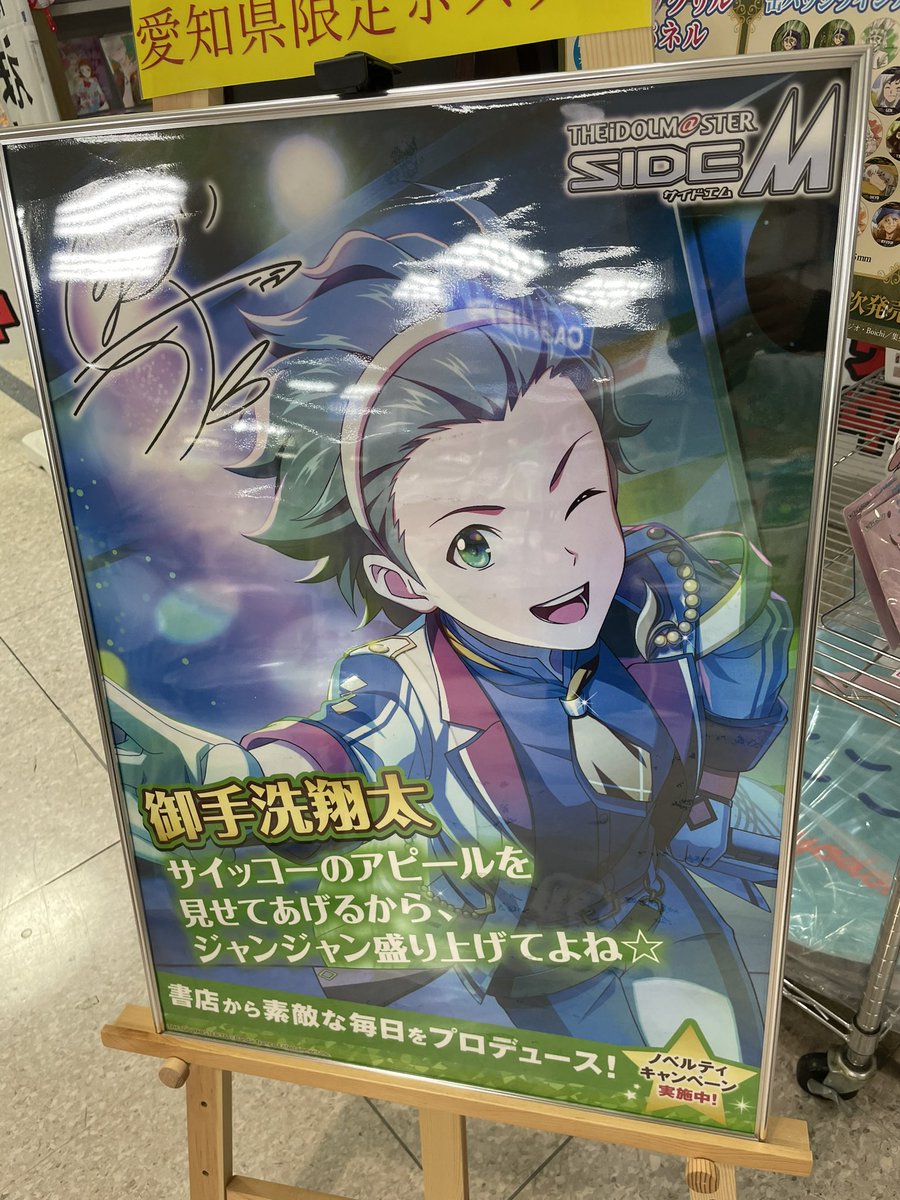 愛知県限定ポスター
THE iDOLM@STER
SIDE M
サイドエム
御手洗翔太
サイッコーのアピールを
見せてあげるから、
ジャンジャン盛り上げてよね☆
書店から素敵な毎日をプロデュース!
ノベルティ
キャンペーン
実施中!
次発売